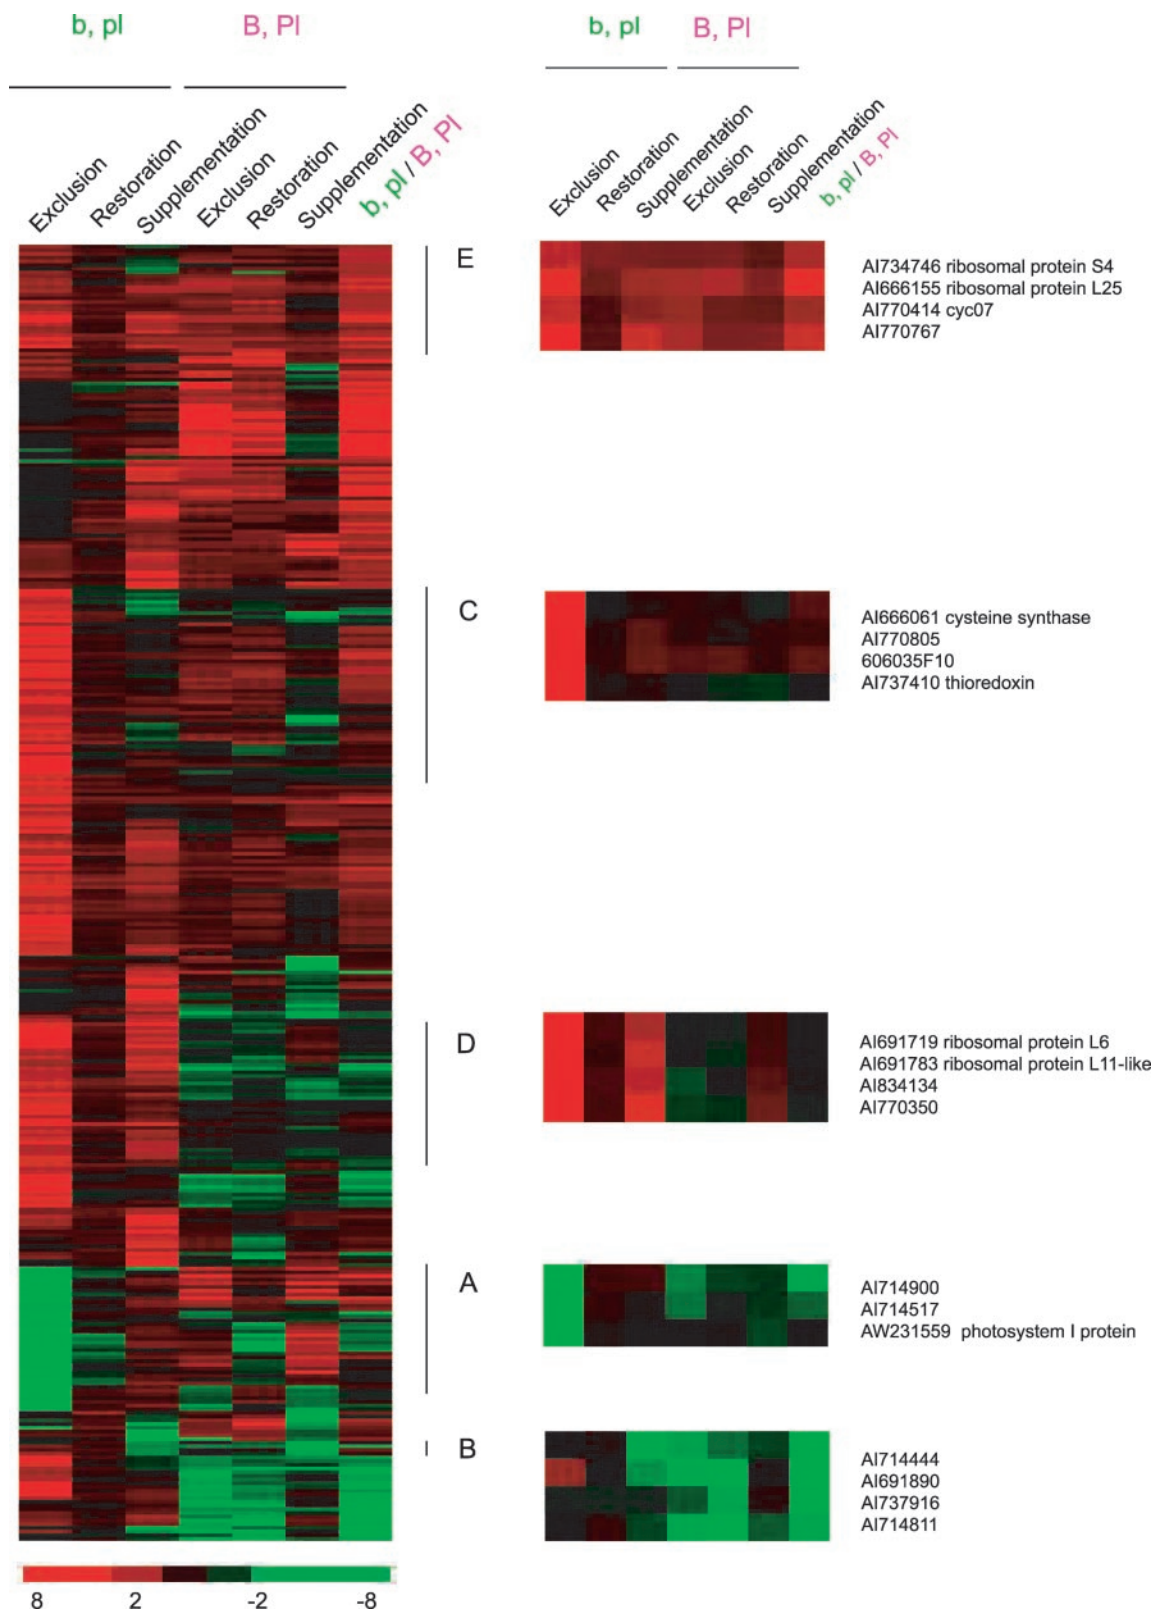 b, pl B, Pl
Exclusion Restoration Supplementation Exclusion Restoration Supplementation b, pl / B, Pl
b, pl B, Pl
Exclusion Restoration Supplementation Exclusion Restoration Supplementation b, pl / B, Pl
E
AI734746 ribosomal protein S4
AI666155 ribosomal protein L25
AI770414 cyc07
AI770767
C
AI666061 cysteine synthase
AI770805
606035F10
AI737410 thioredoxin
D
AI691719 ribosomal protein L6
AI691783 ribosomal protein L11-like
AI834134
AI770350
A
AI714900
AI714517
AW231559 photosystem I protein
B
AI714444
AI691890
AI737916
AI714811
8 2 -2 -8